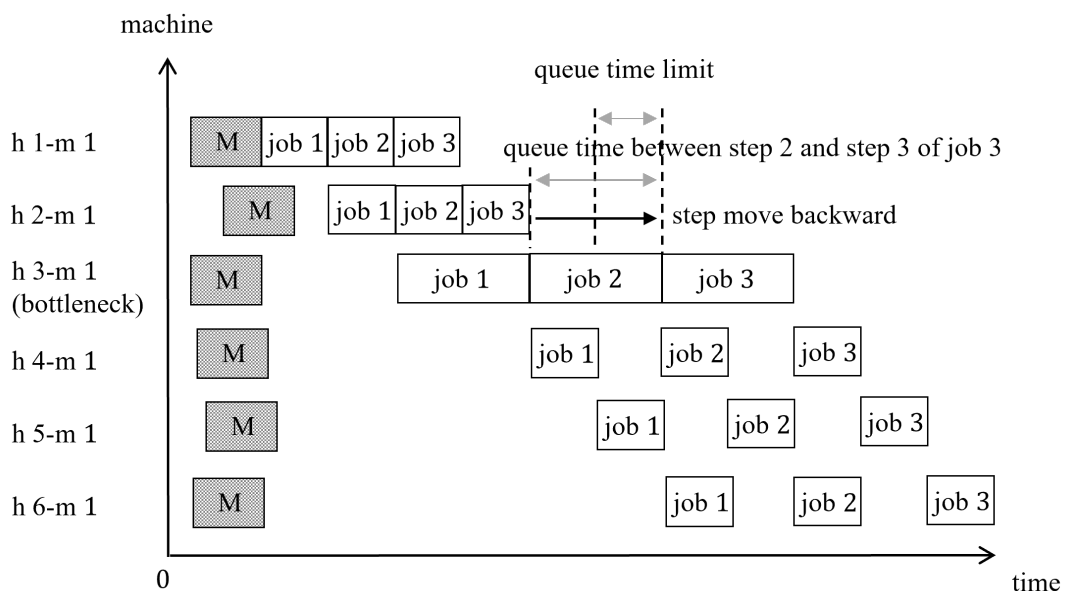 machine
queue time limit
h 1-m 1 M job 1 job 2 job 3
queue time between step 2 and step 3 of job 3
h 2-m 1 M job 1 job 2 job 3 step move backward
h 3-m 1 M job 1 job 2 job 3
(bottleneck)
h 4-m 1 M job 1 job 2 job 3
h 5-m 1 M job 1 job 2 job 3
h 6-m 1 M job 1 job 2 job 3
0 time